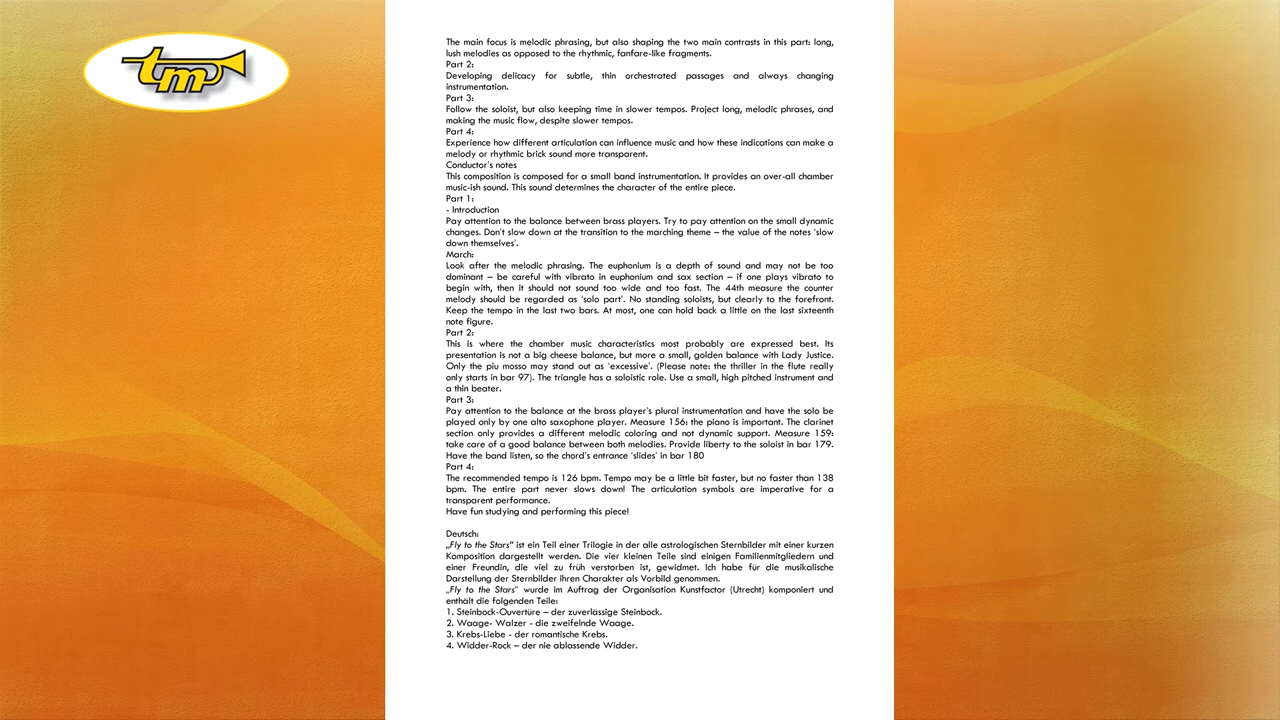 tm
The main focus is melodic phrasing, but also shaping the two main contrasts in this part: long,
lush melodies as opposed to the rhythmic, fanfare-like fragments.
Part 2:
Developing delicacy for subtle, thin orchestrated passages and always changing
instrumentation.
Part 3:
Follow the soloist, but also keeping time in slower tempos. Project long, melodic phrases, and
making the music flow, despite slower tempos.
Part 4:
Experience how different articulation can influence music and how these indications can make a
melody or rhythmic brick sound more transparent.
Conductor's notes
This composition is composed for a small band instrumentation. It provides an over-all chamber
music-ish sound. This sound determines the character of the entire piece.
Part 1:
- Introduction
Pay attention to the balance between brass players. Try to pay attention on the small dynamic
changes. Don't slow down at the transition to the marching theme – the value of the notes 'slow
down themselves'.
March:
Look after the melodic phrasing. The euphonium is a depth of sound and may not be too
dominant – be careful with vibrato in euphonium and sax section – if one plays vibrato to
begin with, then it should not sound too wide and too fast. The 44th measure the counter
melody should be regarded as 'solo part'. No standing soloists, but clearly to the forefront.
Keep the tempo in the last two bars. At most, one can hold back a little on the last sixteenth
note figure.
Part 2:
This is where the chamber music characteristics most probably are expressed best. Its
presentation is not a big cheese balance, but more a small, golden balance with Lady Justice.
Only the piu mosso may stand out as 'excessive'. (Please note: the thriller in the flute really
only starts in bar 97). The triangle has a soloistic role. Use a small, high pitched instrument and
a thin beater.
Part 3:
Pay attention to the balance at the brass player's plural instrumentation and have the solo be
played only by one alto saxophone player. Measure 156: the piano is important. The clarinet
section only provides a different melodic coloring and not dynamic support. Measure 159:
take care of a good balance between both melodies. Provide liberty to the soloist in bar 179.
Have the band listen, so the chord's entrance 'slides' in bar 180
Part 4:
The recommended tempo is 126 bpm. Tempo may be a little bit faster, but no faster than 138
bpm. The entire part never slows down! The articulation symbols are imperative for a
transparent performance.
Have fun studying and performing this piece!
Deutsch:
„Fly to the Stars" ist ein Teil einer Trilogie in der alle astrologischen Sternbilder mit einer kurzen
Komposition dargestellt werden. Die vier kleinen Teile sind einigen Familienmitgliedern und
einer Freundin, die viel zu früh verstorben ist, gewidmet. Ich habe für die musikalische
Darstellung der Sternbilder ihren Charakter als Vorbild genommen.
„Fly to the Stars" wurde im Auftrag der Organisation Kunstfactor (Utrecht) komponiert und
enthält die folgenden Teile:
1. Steinbock-Ouvertüre – der zuverlässige Steinbock.
2. Waage- Walzer - die zweifelnde Waage.
3. Krebs-Liebe - der romantische Krebs.
4. Widder-Rock – der nie ablassende Widder.